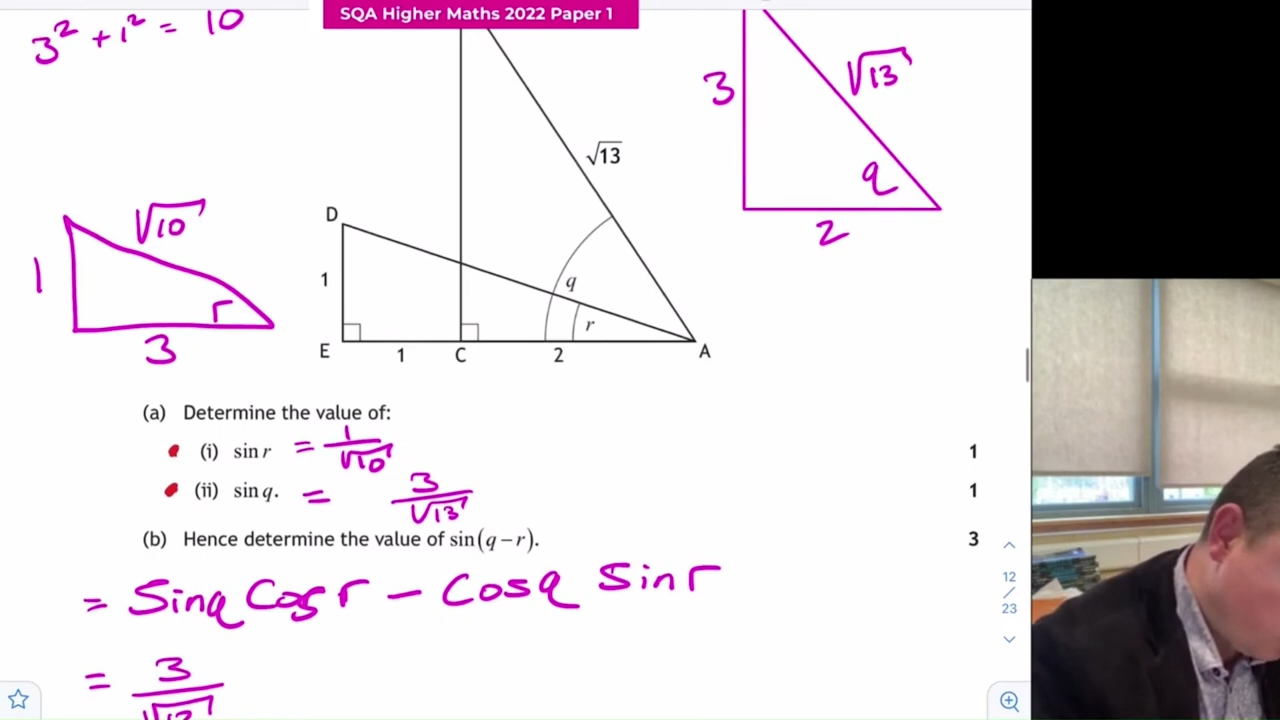 SQA Higher Maths 2022 Paper 1
3² + 1² = 10
3
√13
q
2
√13
D
√10
1
r
3
1
q
r
E
1
C
2
A
(a) Determine the value of:
(i) sin r = 1/√10 1
(ii) sin q. = 3/√13 1
(b) Hence determine the value of sin(q−r). 3
= Sinq Cosr − Cosq Sinr
12
/
23
= 3/√13